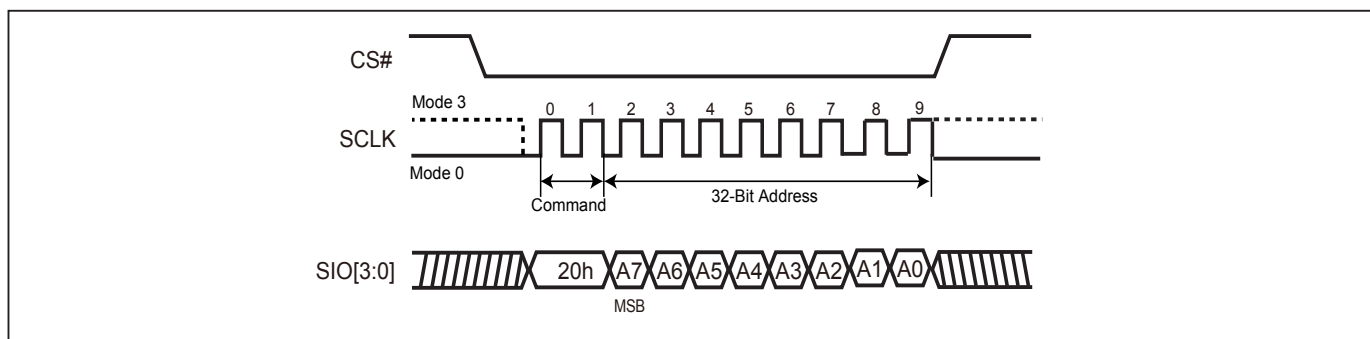 CS#
Mode 3
0 1 2 3 4 5 6 7 8 9
SCLK
Mode 0
Command
32-Bit Address
SIO[3:0]
20h A7 A6 A5 A4 A3 A2 A1 A0
MSB